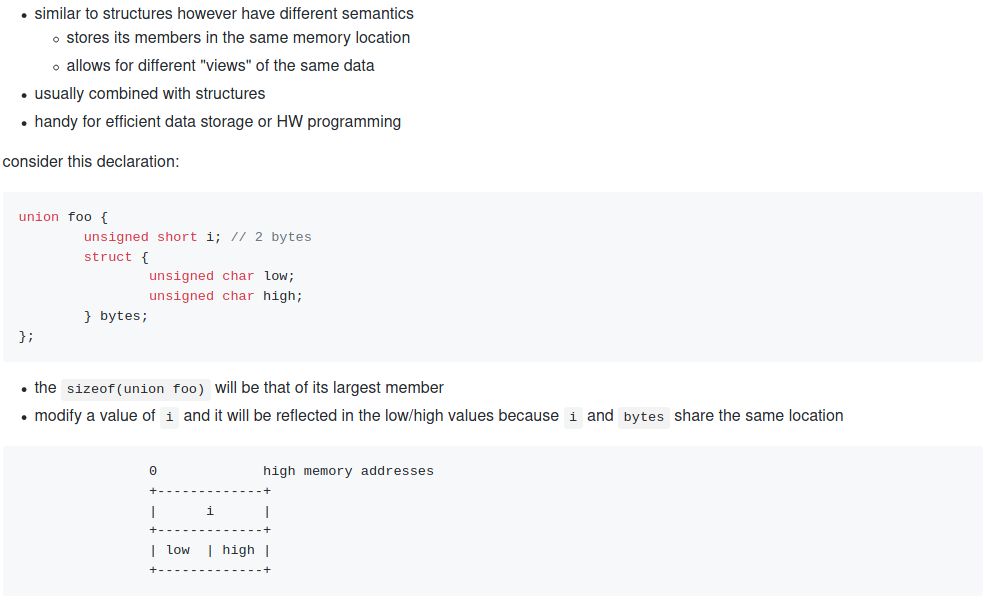 • similar to structures however have different semantics
◦ stores its members in the same memory location
◦ allows for different "views" of the same data
• usually combined with structures
• handy for efficient data storage or HW programming
consider this declaration:
union foo {
        unsigned short i; // 2 bytes
        struct {
                unsigned char low;
                unsigned char high;
        } bytes;
};
• the sizeof(union foo) will be that of its largest member
• modify a value of i and it will be reflected in the low/high values because i and bytes share the same location
                0             high memory addresses
                +-------------+
                |      i      |
                +-------------+
                | low  | high |
                +-------------+